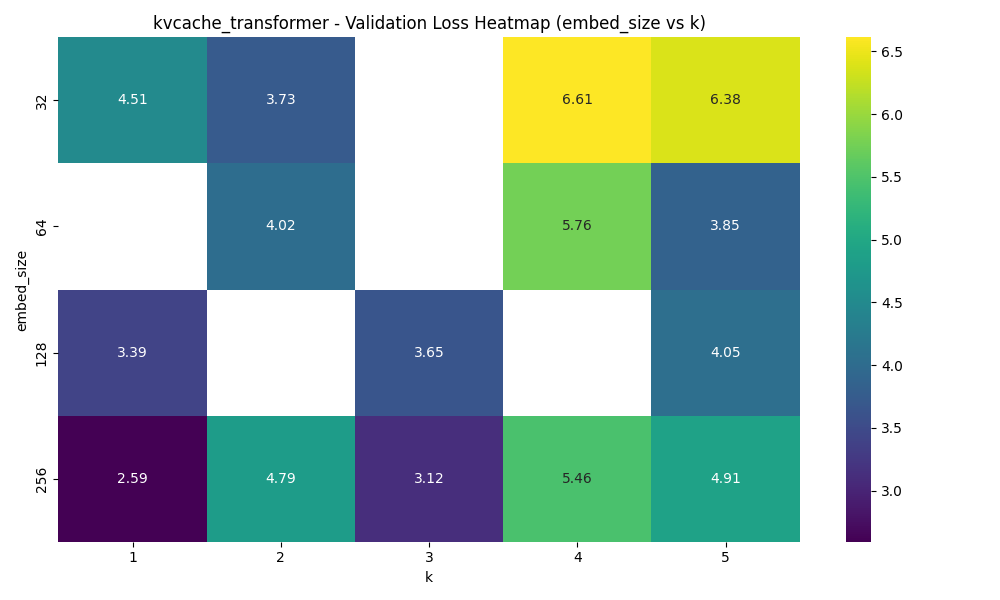 kvcache_transformer - Validation Loss Heatmap (embed_size vs k)
embed_size
32
4.51 3.73 6.61 6.38
64
4.02 5.76 3.85
128
3.39 3.65 4.05
256
2.59 4.79 3.12 5.46 4.91
1 2 3 4 5
k
6.5
6.0
5.5
5.0
4.5
4.0
3.5
3.0